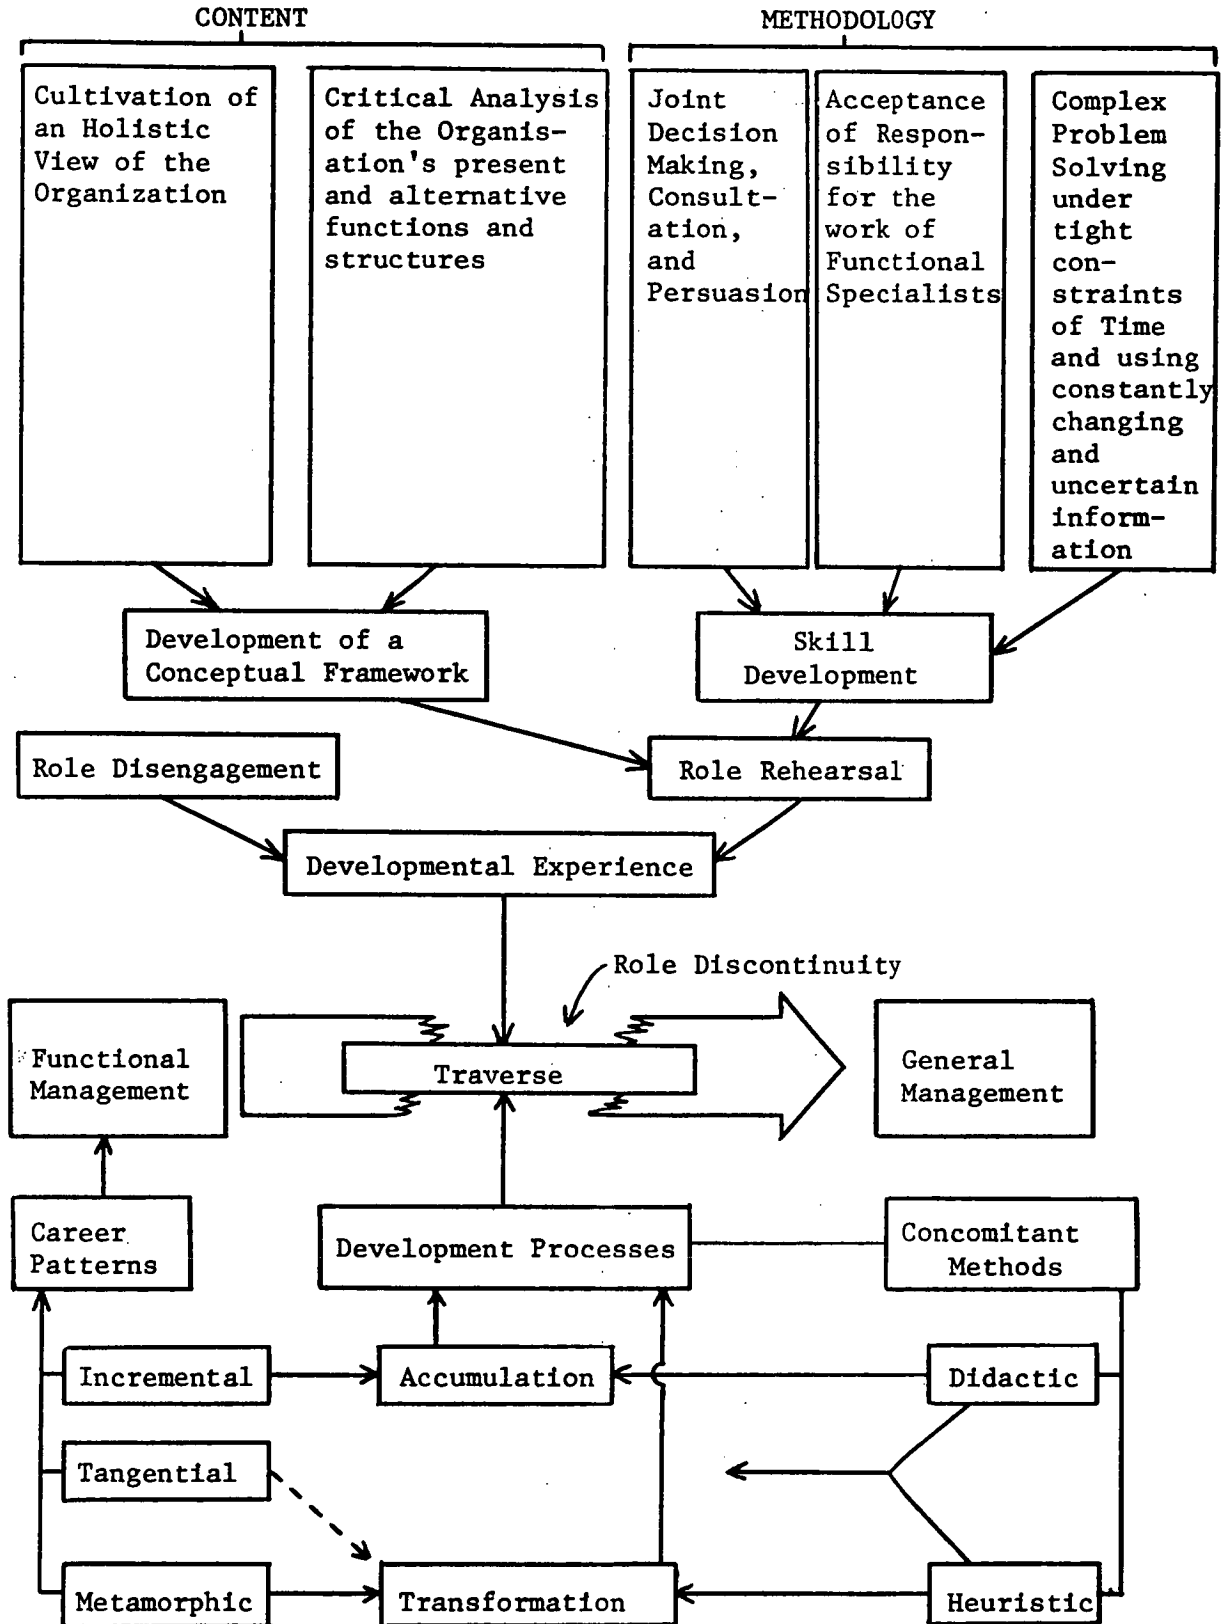 CONTENT
METHODOLOGY
Cultivation of
an Holistic
View of the
Organization
Critical Analysis
of the Organis-
ation's present
and alternative
functions and
structures
Joint
Decision
Making,
Consult-
ation,
and
Persuasion
Acceptance
of Respon-
sibility
for the
work of
Functional
Specialists
Complex
Problem
Solving
under
tight
con-
straints
of Time
and using
constantly
changing
and
uncertain
inform-
ation
Development of a
Conceptual Framework
Skill
Development
Role Disengagement
Role Rehearsal
Developmental Experience
Role Discontinuity
Functional
Management
Traverse
General
Management
Career
Patterns
Development Processes
Concomitant
Methods
Incremental
Accumulation
Didactic
Tangential
Metamorphic
Transformation
Heuristic